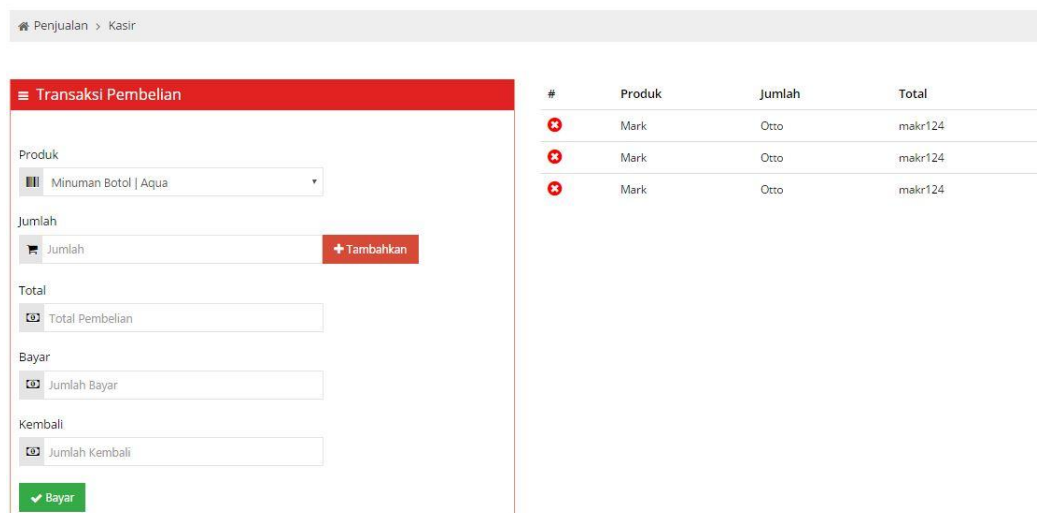 Penjualan > Kasir
Transaksi Pembelian
Produk
Minuman Botol | Aqua
Jumlah
Jumlah
Tambahkan
Total
Total Pembelian
Bayar
Jumlah Bayar
Kembali
Jumlah Kembali
Bayar
# Produk Jumlah Total
Mark Otto makr124
Mark Otto makr124
Mark Otto makr124